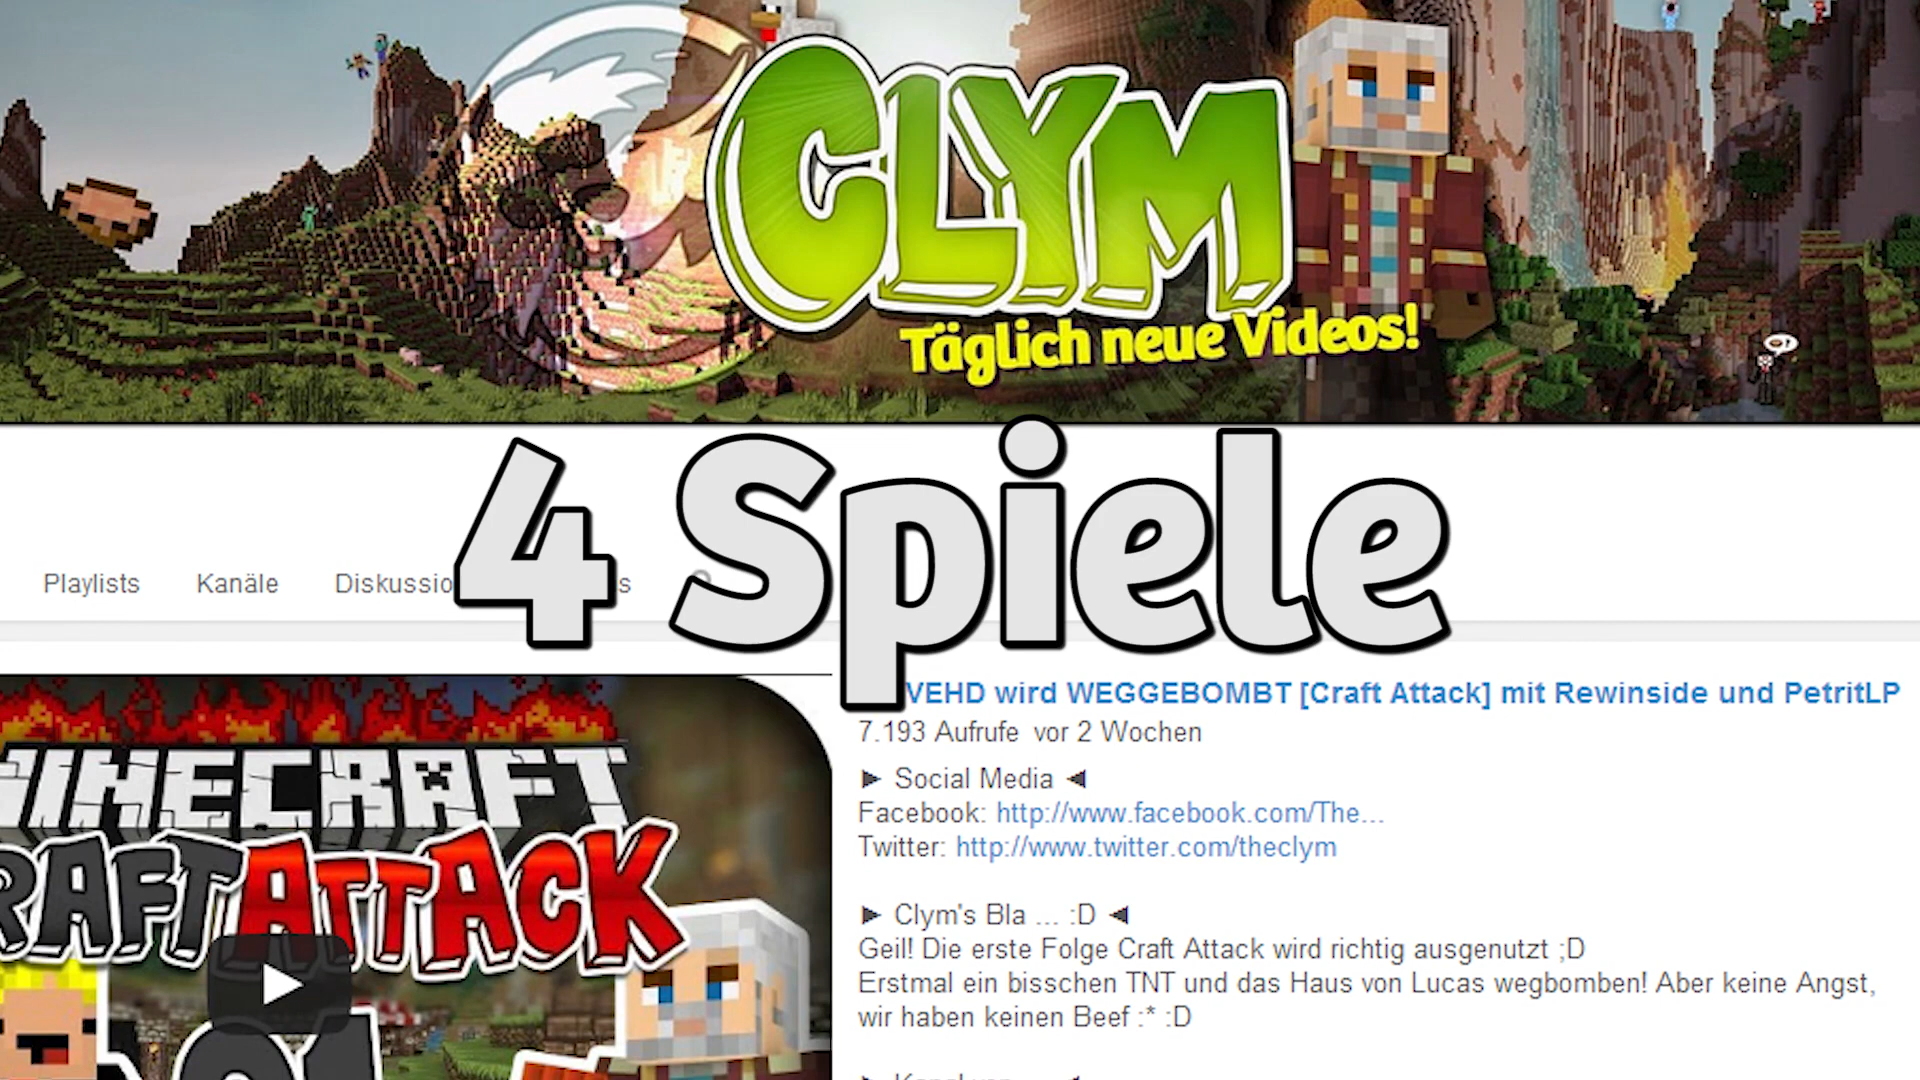 CLYM
Täglich neue Videos!
4 Spiele
Playlists Kanäle Diskussio s
VEHD wird WEGGEBOMBT [Craft Attack] mit Rewinside und PetritLP
7.193 Aufrufe vor 2 Wochen
► Social Media ◄
Facebook: http://www.facebook.com/The...
Twitter: http://www.twitter.com/theclym
► Clym's Bla ... :D ◄
Geil! Die erste Folge Craft Attack wird richtig ausgenutzt ;D
Erstmal ein bisschen TNT und das Haus von Lucas wegbomben! Aber keine Angst,
wir haben keinen Beef :* :D
INECRAFT
RAFT ATTACK